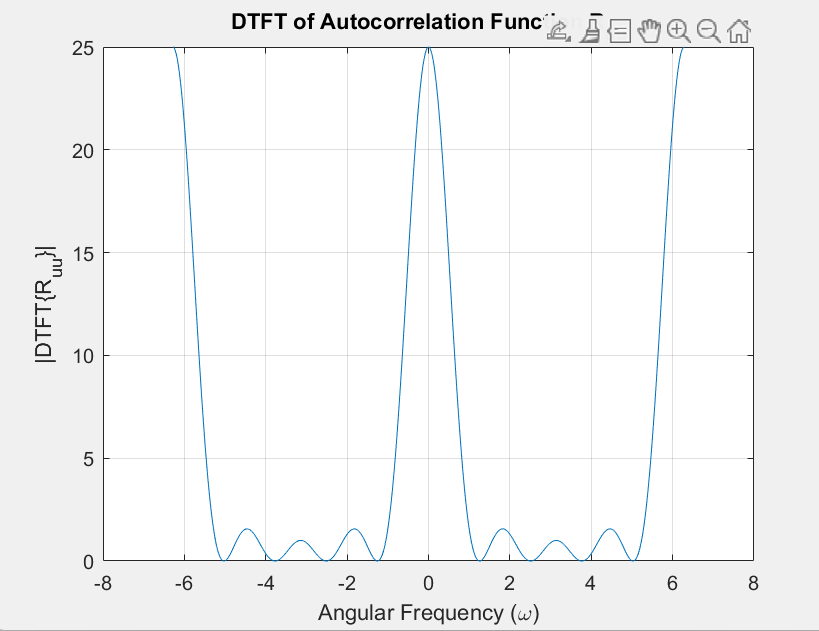 DTFT of Autocorrelation Func
25
20
15
10
5
0
|DTFT{R_uu}|
-8 -6 -4 -2 0 2 4 6 8
Angular Frequency (ω)